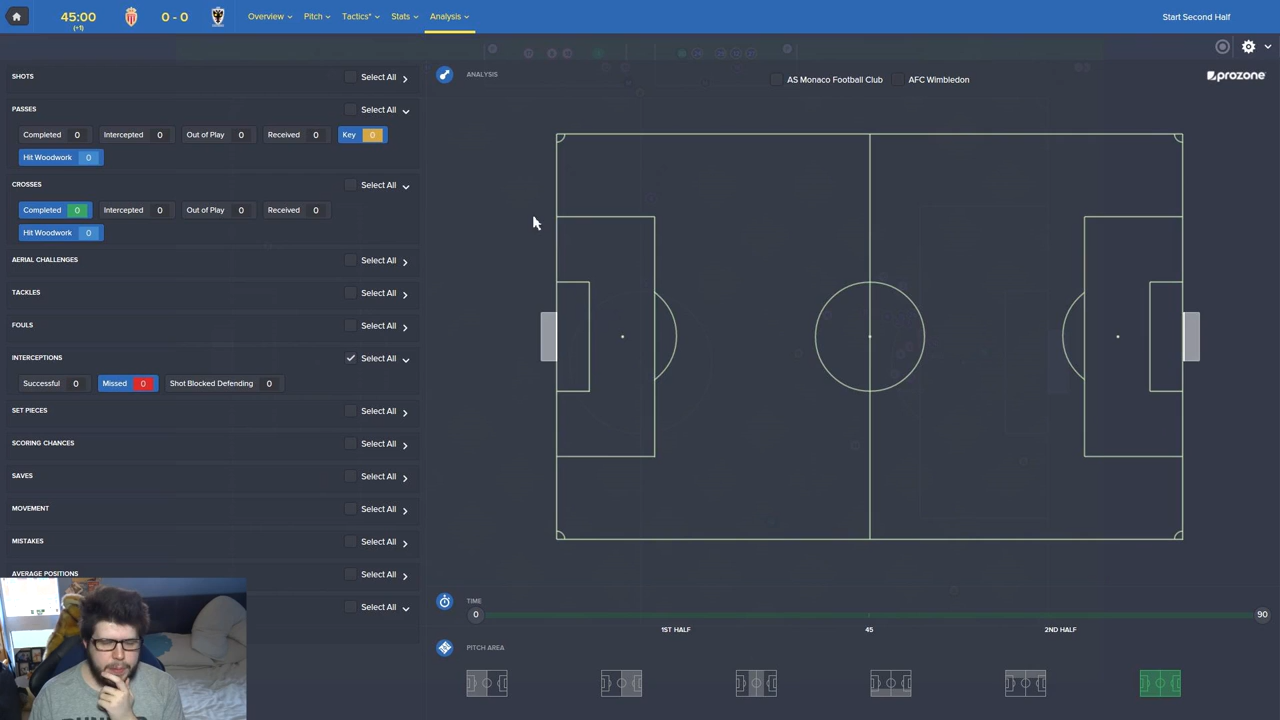 45:00
(+1)
0 - 0
Overview
Pitch
Tactics*
Stats
Analysis
Start Second Half
SHOTS
Select All
PASSES
Select All
Completed 0
Intercepted 0
Out of Play 0
Received 0
Key 0
Hit Woodwork 0
CROSSES
Select All
Completed 0
Intercepted 0
Out of Play 0
Received 0
Hit Woodwork 0
AERIAL CHALLENGES
Select All
TACKLES
Select All
FOULS
Select All
INTERCEPTIONS
Select All
Successful 0
Missed 0
Shot Blocked Defending 0
SET PIECES
Select All
SCORING CHANCES
Select All
SAVES
Select All
MOVEMENT
Select All
MISTAKES
Select All
AVERAGE POSITIONS
Select All
Select All
ANALYSIS
AS Monaco Football Club
AFC Wimbledon
prozone
TIME
0
90
1ST HALF
45
2ND HALF
PITCH AREA